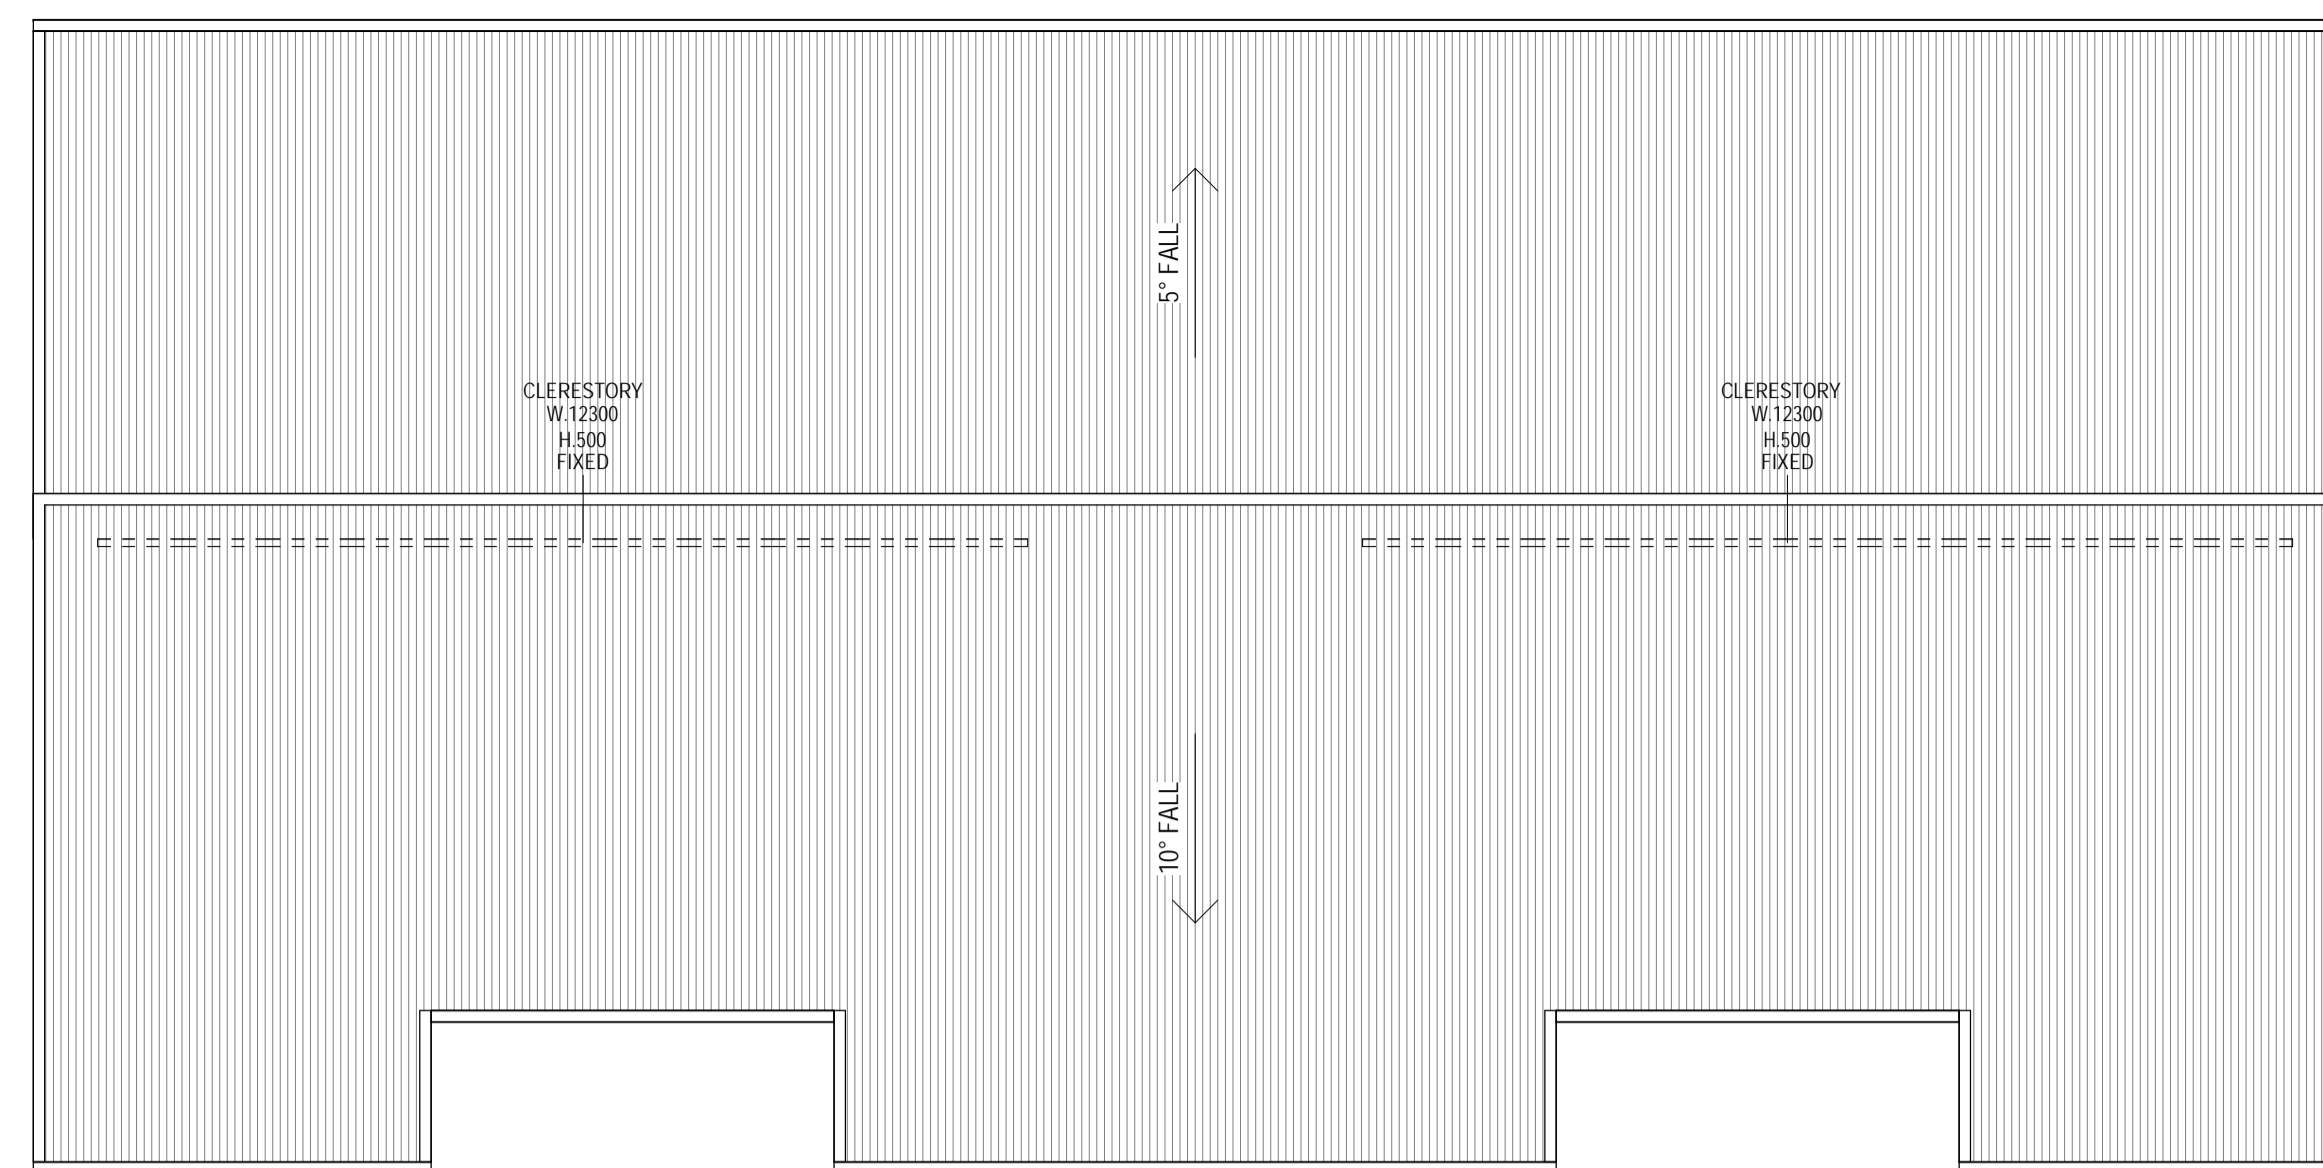 5° FALL
CLERESTORY
W.12300
H.500
FIXED
CLERESTORY
W.12300
H.500
FIXED
10° FALL